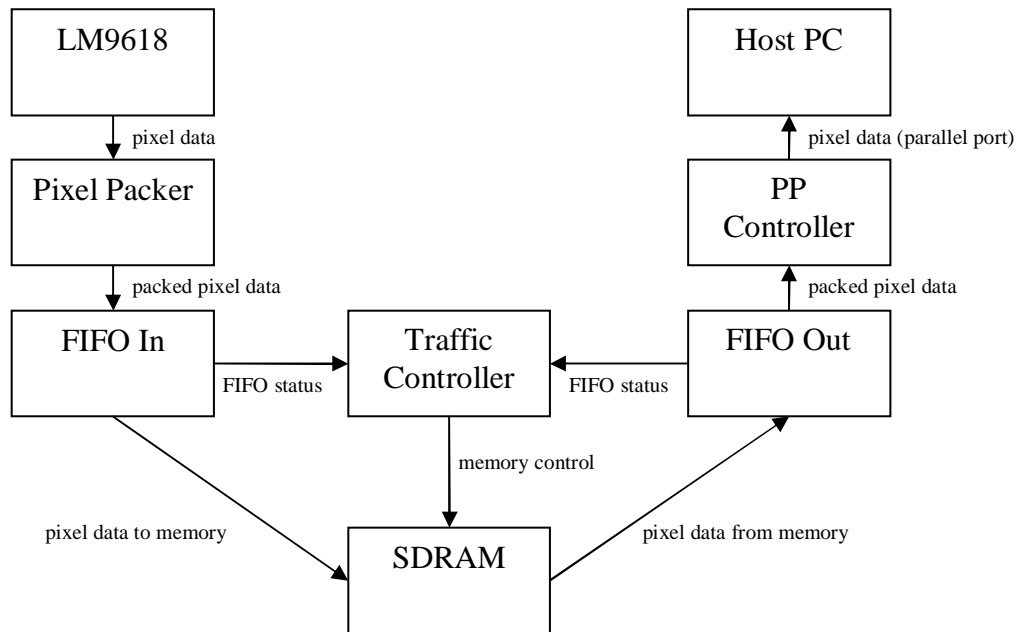 LM9618
Host PC
pixel data
pixel data (parallel port)
Pixel Packer
PP
Controller
packed pixel data
packed pixel data
FIFO In
Traffic
Controller
FIFO Out
FIFO status
FIFO status
memory control
pixel data to memory
pixel data from memory
SDRAM